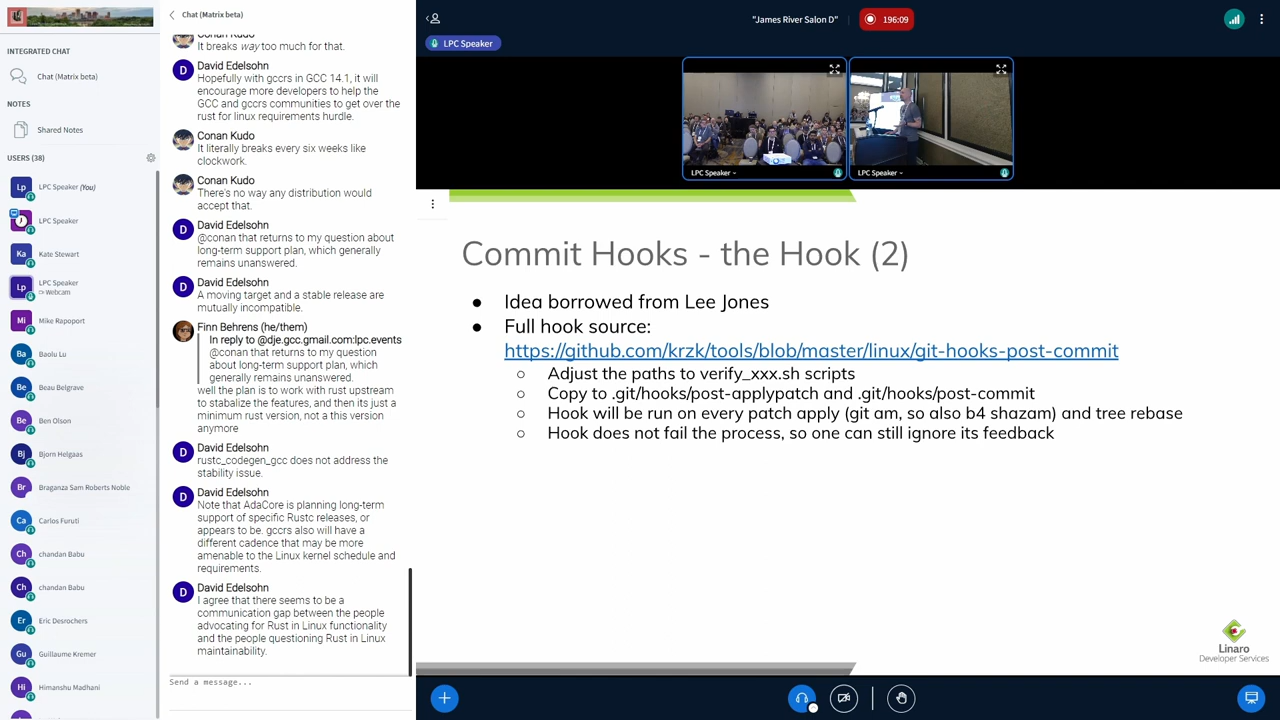 INTEGRATED CHAT
Chat (Matrix beta)
NOTES
Shared Notes
USERS (38)
Lp
LPC Speaker (You)
LPC Speaker
Ka
Kate Stewart
Lp
LPC Speaker
Webcam
Mi
Mike Rapoport
Ba
Baolu Lu
Be
Beau Belgrave
Be
Ben Olson
Bj
Bjorn Helgaas
Br
Braganza Sam Roberts Noble
Ca
Carlos Furuti
Ch
chandan Babu
Ch
chandan Babu
Er
Eric Desrochers
Gu
Guillaume Kremer
Hi
Himanshu Madhani
Chat (Matrix beta)
Conan Kudo
It breaks way too much for that.
D
David Edelsohn
Hopefully with gccrs in GCC 14.1, it will
encourage more developers to help the
GCC and gccrs communities to get over the
rust for linux requirements hurdle.
Conan Kudo
It literally breaks every six weeks like
clockwork.
Conan Kudo
There's no way any distribution would
accept that.
D
David Edelsohn
@conan that returns to my question about
long-term support plan, which generally
remains unanswered.
D
David Edelsohn
A moving target and a stable release are
mutually incompatible.
Finn Behrens (he/them)
In reply to @dje.gcc.gmail.com:lpc.events
@conan that returns to my question
about long-term support plan, which
generally remains unanswered.
well the plan is to work with rust upstream
to stabalize the features, and then its just a
minimum rust version, not a this version
anymore
D
David Edelsohn
rustc_codegen_gcc does not address the
stability issue.
D
David Edelsohn
Note that AdaCore is planning long-term
support of specific Rustc releases, or
appears to be. gccrs also will have a
different cadence that may be more
amenable to the Linux kernel schedule and
requirements.
D
David Edelsohn
I agree that there seems to be a
communication gap between the people
advocating for Rust in Linux functionality
and the people questioning Rust in Linux
maintainability.
Send a message...
"James River Salon D"
196:09
LPC Speaker
LPC Speaker
LPC Speaker
Commit Hooks - the Hook (2)
● Idea borrowed from Lee Jones
● Full hook source:
https://github.com/krzk/tools/blob/master/linux/git-hooks-post-commit
○ Adjust the paths to verify_xxx.sh scripts
○ Copy to .git/hooks/post-applypatch and .git/hooks/post-commit
○ Hook will be run on every patch apply (git am, so also b4 shazam) and tree rebase
○ Hook does not fail the process, so one can still ignore its feedback
Linaro
Developer Services